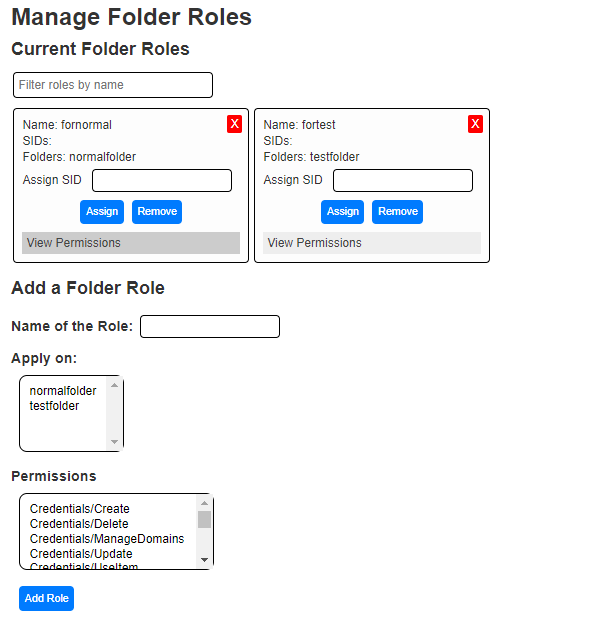 Manage Folder Roles
Current Folder Roles
Filter roles by name
Name: fornormal
X
SIDs:
Folders: normalfolder
Assign SID
Assign Remove
View Permissions
Name: fortest
X
SIDs:
Folders: testfolder
Assign SID
Assign Remove
View Permissions
Add a Folder Role
Name of the Role:
Apply on:
normalfolder
testfolder
Permissions
Credentials/Create
Credentials/Delete
Credentials/ManageDomains
Credentials/Update
Credentials/UseItem
Add Role